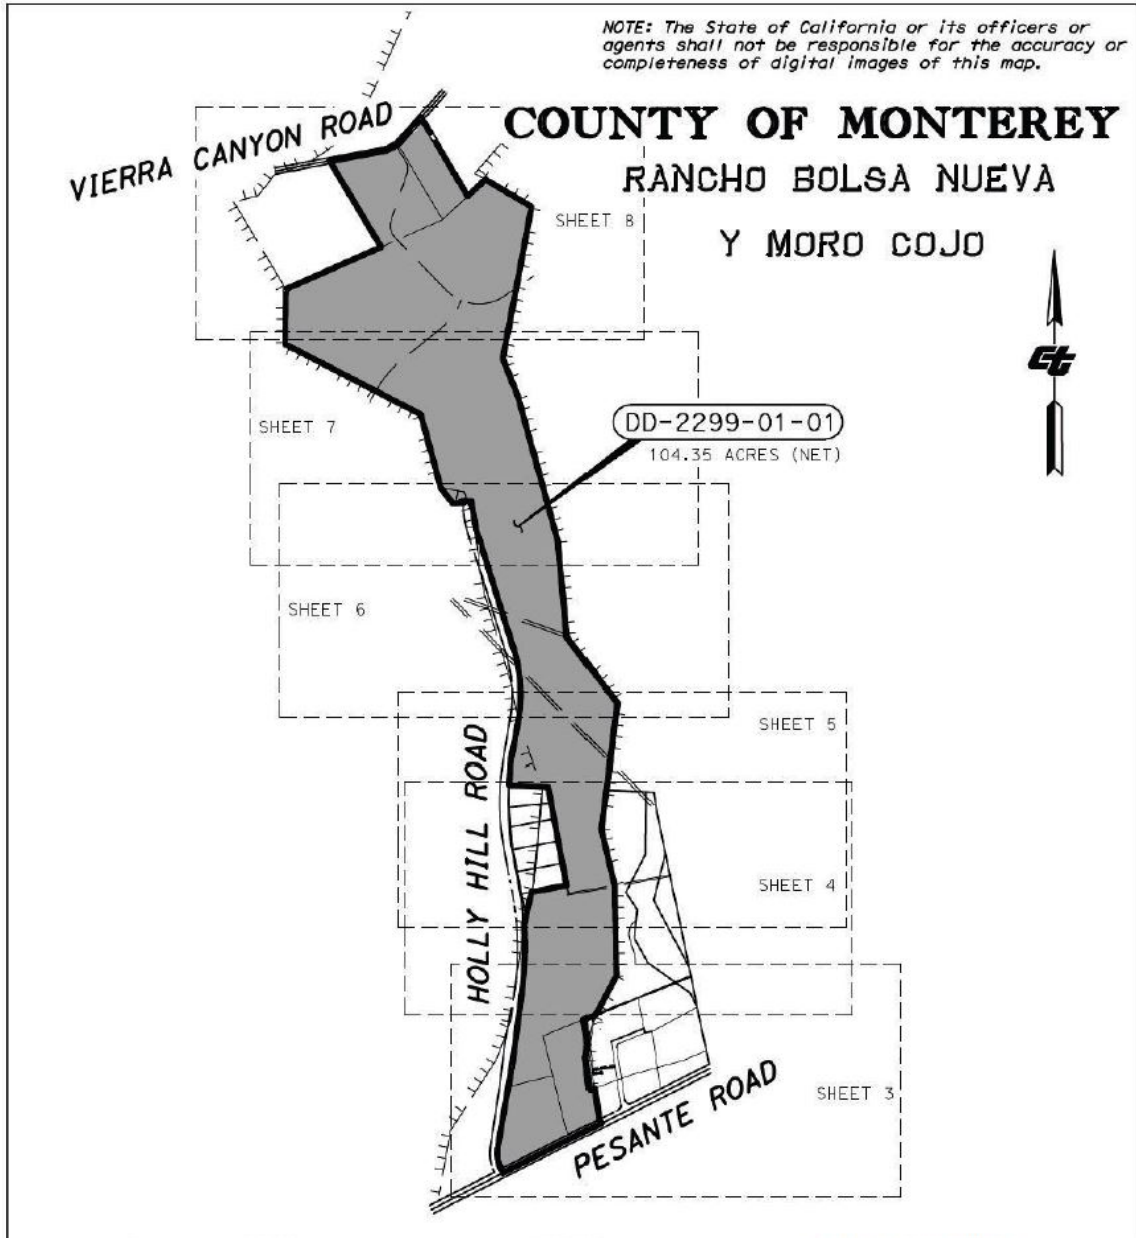 NOTE: The State of California or its officers or
agents shall not be responsible for the accuracy or
completeness of digital images of this map.
COUNTY OF MONTEREY
RANCHO BOLSA NUEVA
Y MORO COJO
VIERRA CANYON ROAD
SHEET 8
ct
DD-2299-01-01
104.35 ACRES (NET)
SHEET 7
SHEET 6
SHEET 5
HOLLY HILL ROAD
SHEET 4
SHEET 3
PESANTE ROAD